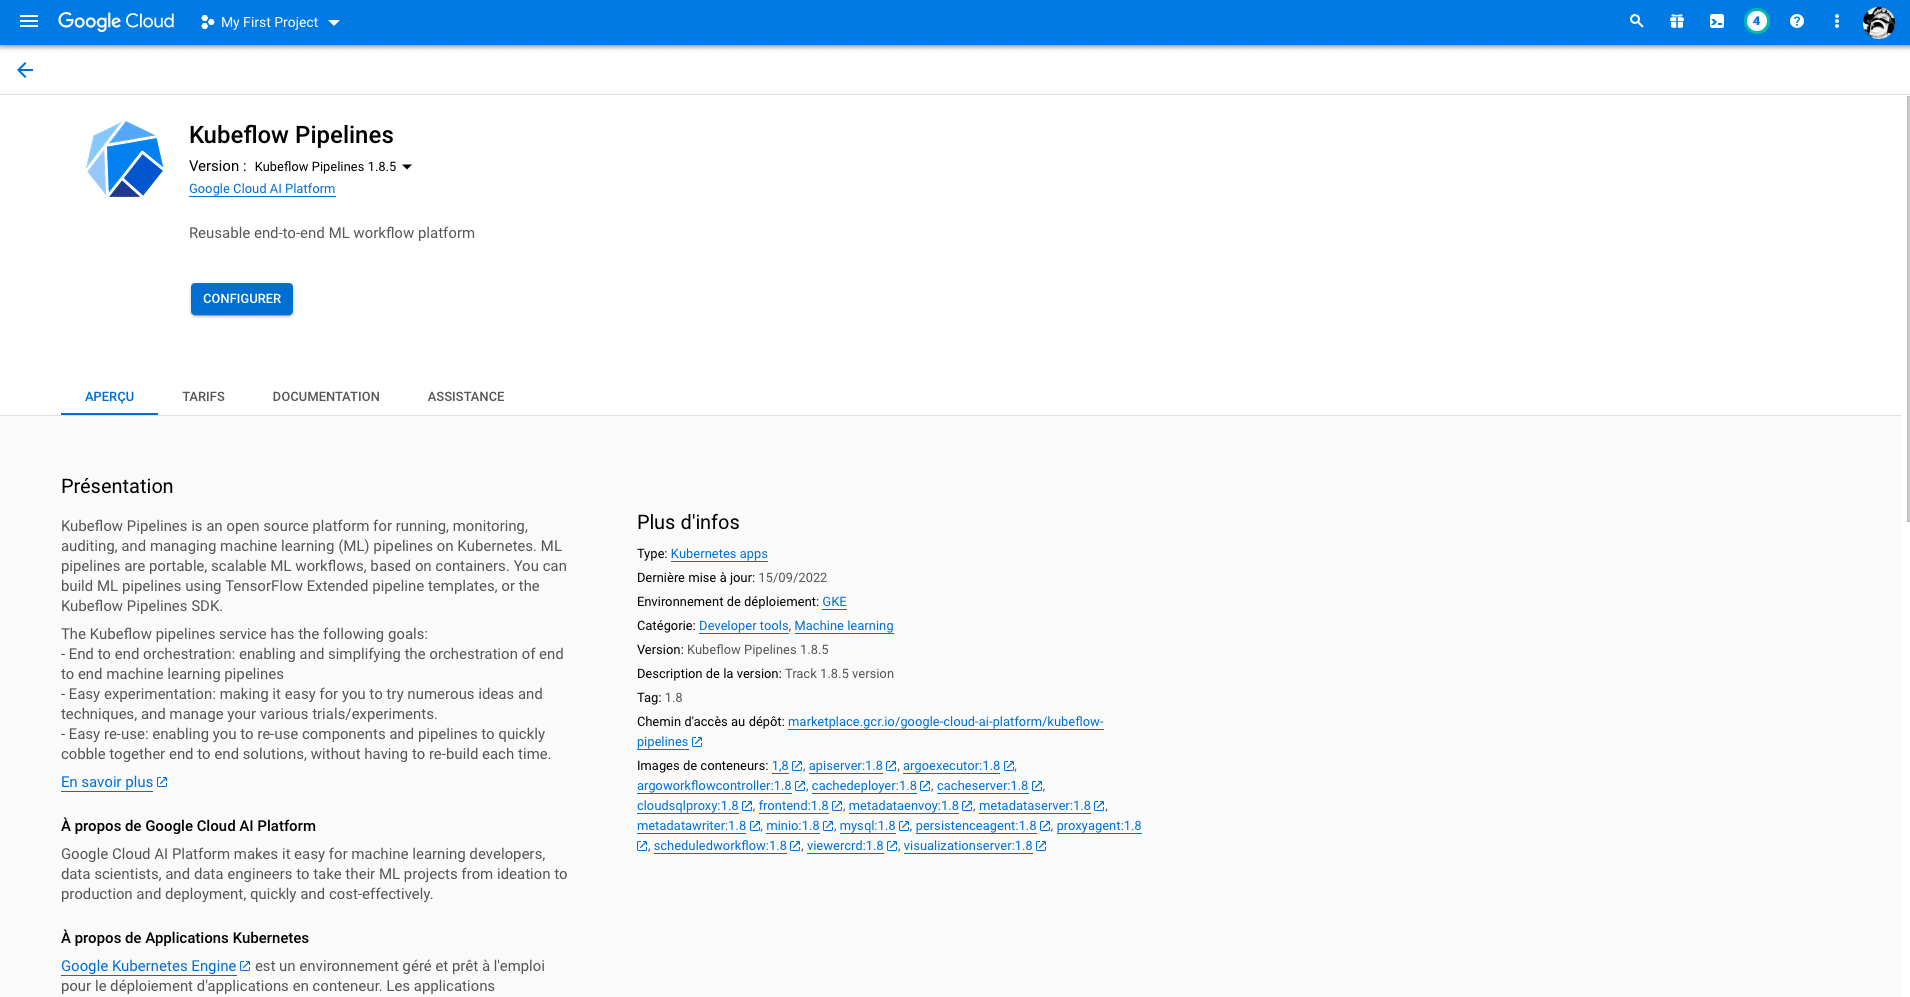 Google Cloud
My First Project
4
Kubeflow Pipelines
Version : Kubeflow Pipelines 1.8.5
Google Cloud AI Platform
Reusable end-to-end ML workflow platform
CONFIGURER
APERÇU
TARIFS
DOCUMENTATION
ASSISTANCE
Présentation
Kubeflow Pipelines is an open source platform for running, monitoring,
auditing, and managing machine learning (ML) pipelines on Kubernetes. ML
pipelines are portable, scalable ML workflows, based on containers. You can
build ML pipelines using TensorFlow Extended pipeline templates, or the
Kubeflow Pipelines SDK.
The Kubeflow pipelines service has the following goals:
- End to end orchestration: enabling and simplifying the orchestration of end
to end machine learning pipelines
- Easy experimentation: making it easy for you to try numerous ideas and
techniques, and manage your various trials/experiments.
- Easy re-use: enabling you to re-use components and pipelines to quickly
cobble together end to end solutions, without having to re-build each time.
En savoir plus
À propos de Google Cloud AI Platform
Google Cloud AI Platform makes it easy for machine learning developers,
data scientists, and data engineers to take their ML projects from ideation to
production and deployment, quickly and cost-effectively.
À propos de Applications Kubernetes
Google Kubernetes Engine est un environnement géré et prêt à l'emploi
pour le déploiement d'applications en conteneur. Les applications
Plus d'infos
Type: Kubernetes apps
Dernière mise à jour: 15/09/2022
Environnement de déploiement: GKE
Catégorie: Developer tools, Machine learning
Version: Kubeflow Pipelines 1.8.5
Description de la version: Track 1.8.5 version
Tag: 1.8
Chemin d'accès au dépôt: marketplace.gcr.io/google-cloud-ai-platform/kubeflow-
pipelines
Images de conteneurs: 1,8, apiserver:1.8, argoexecutor:1.8,
argoworkflowcontroller:1.8, cachedeployer:1.8, cacheserver:1.8,
cloudsqlproxy:1.8, frontend:1.8, metadataenvoy:1.8, metadataserver:1.8,
metadatawriter:1.8, minio:1.8, mysql:1.8, persistenceagent:1.8, proxyagent:1.8
, scheduledworkflow:1.8, viewercrd:1.8, visualizationserver:1.8